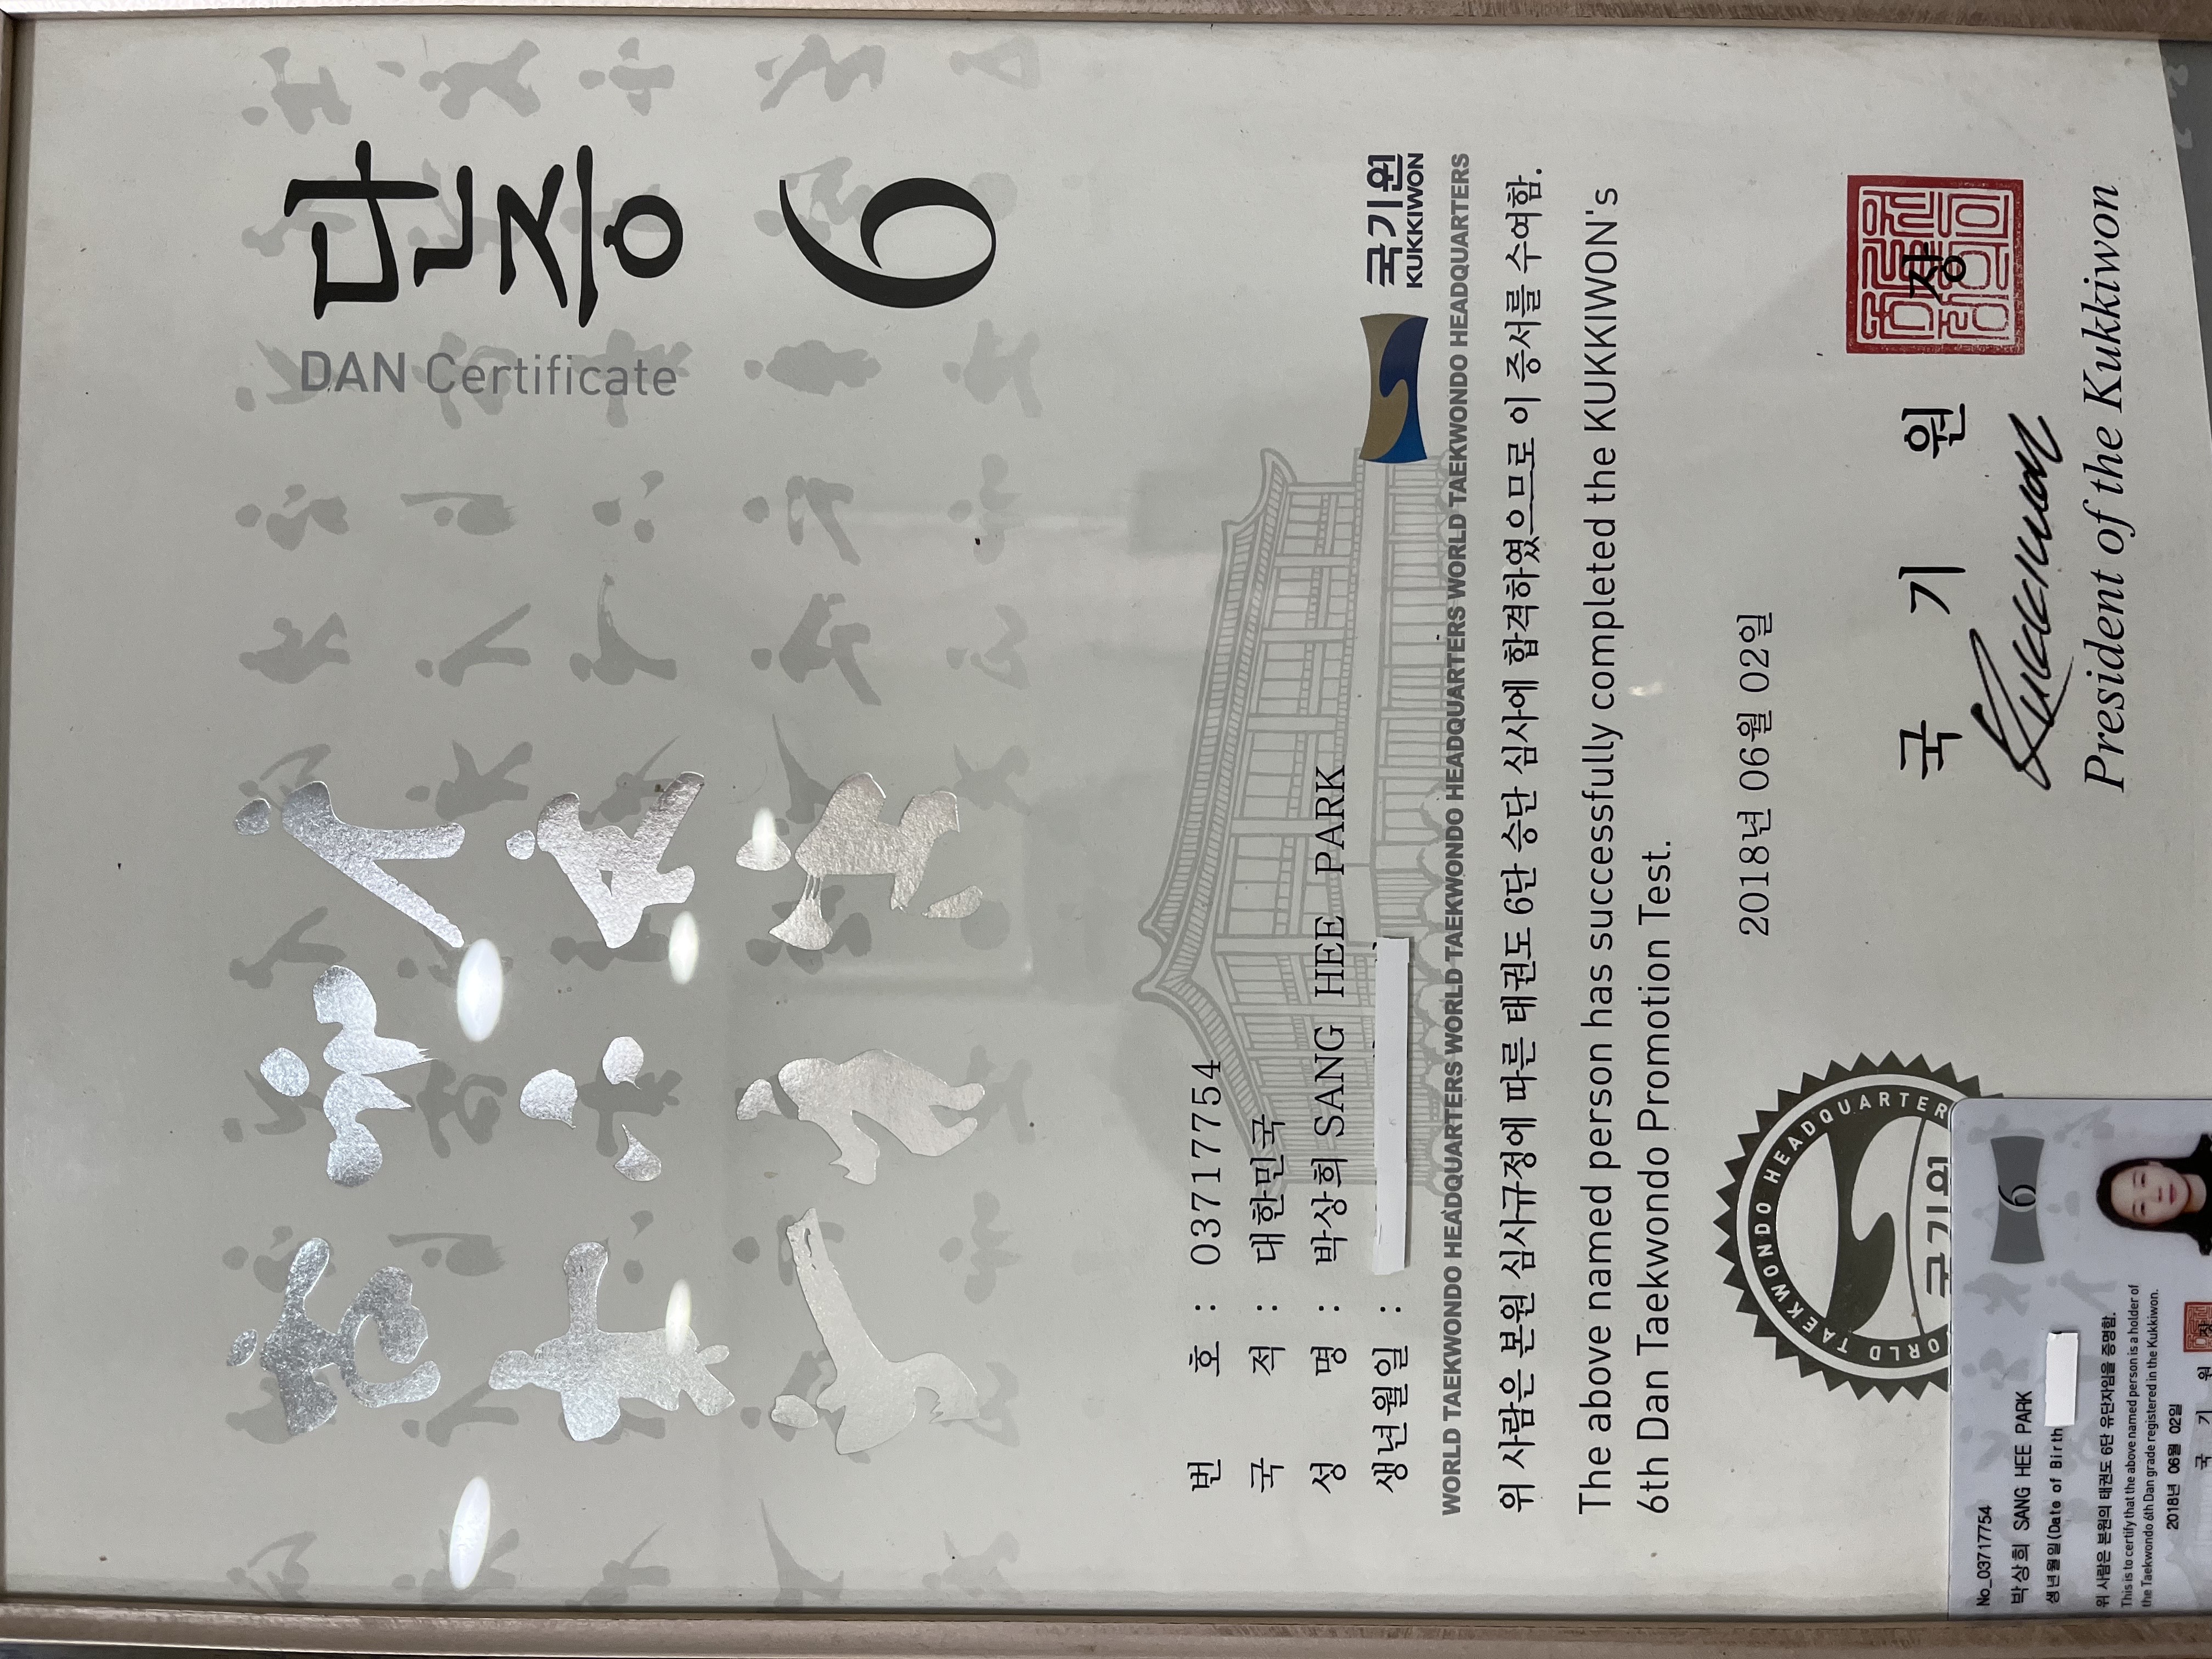 단증
DAN Certificate
6
번 호 : 03717754
국 적 : 대한민국
성 명 : 박상희 SANG HEE PARK
생년월일 :
국기원
KUKKIWON
WORLD TAEKWONDO HEADQUARTERS WORLD TAEKWONDO HEADQUARTERS WORLD TAEKWONDO HEADQUARTERS WORLD TAEKWONDO HEADQUARTERS
위 사람은 본원 심사규정에 따른 태권도 6단 승단 심사에 합격하였으므로 이 증서를 수여함.
The above named person has successfully completed the KUKKIWON's
6th Dan Taekwondo Promotion Test.
2018년 06월 02일
국 기 원 장
President of the Kukkiwon
WORLD TAEKWONDO HEADQUARTER
국기원
6
No_03717754
박상희 SANG HEE PARK
생년월일(Date of Birth
위 사람은 본원의 태권도 6단 유단자임을 증명함.
This is to certify that the above named person is a holder of
the Taekwondo 6th Dan grade registered in the Kukkiwon.
2018년 06월 02일
국 기 원 장